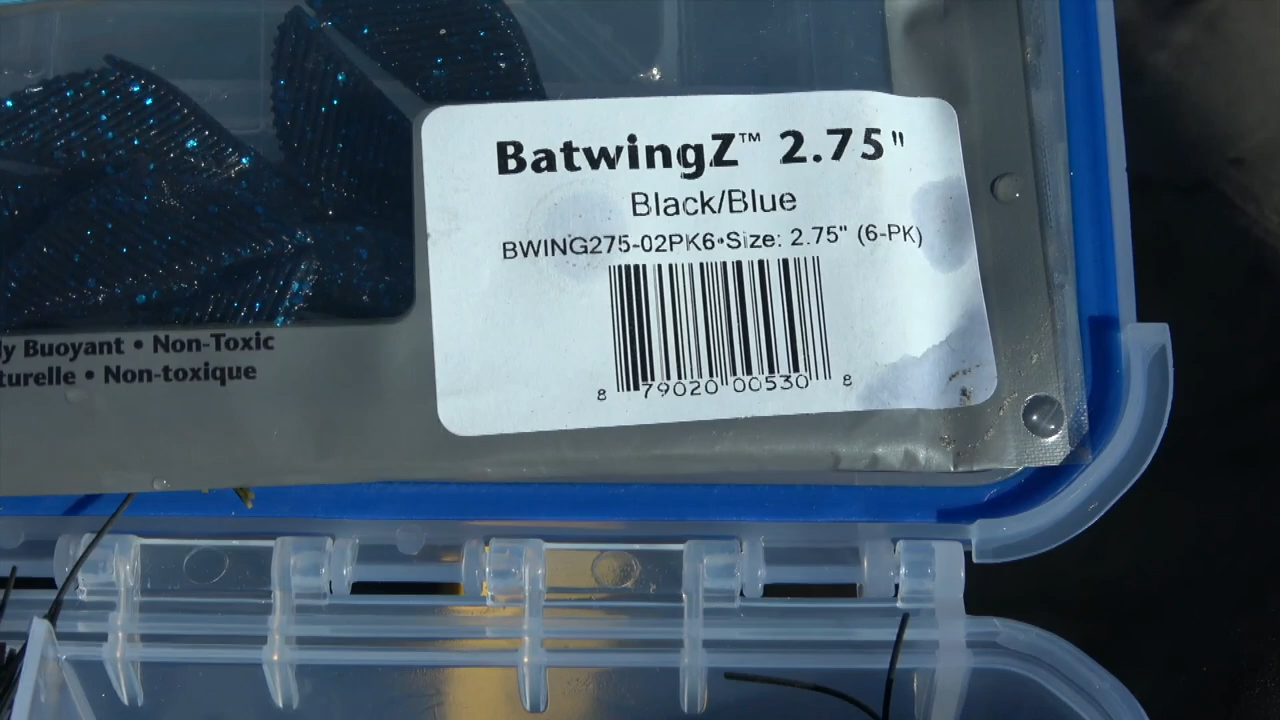 BatwingZ™ 2.75"
Black/Blue
BWING275-02PK6•Size: 2.75" (6-PK)
8 79020 00530 8
ly Buoyant • Non-Toxic
turelle • Non-toxique